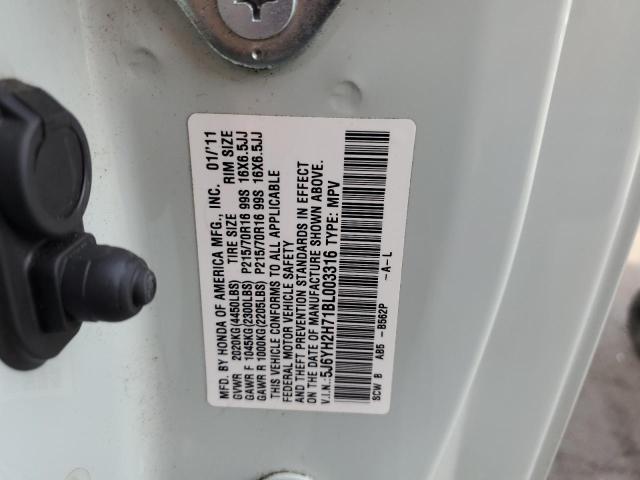 MFD. BY HONDA OF AMERICA MFG., INC. 01/'11
GVWR 2020KG(4450LBS) TIRE SIZE RIM SIZE
GAWR F 1045KG(2300LBS) P215/70R16 99S 16X6.5JJ
GAWR R 1000KG(2205LBS) P215/70R16 99S 16X6.5JJ
THIS VEHICLE CONFORMS TO ALL APPLICABLE
FEDERAL MOTOR VEHICLE SAFETY
AND THEFT PREVENTION STANDARDS IN EFFECT
ON THE DATE OF MANUFACTURE SHOWN ABOVE.
V.I.N.: 5J6YH2H71BL003316 TYPE: MPV
SCW B AB5 -B562P -A-L